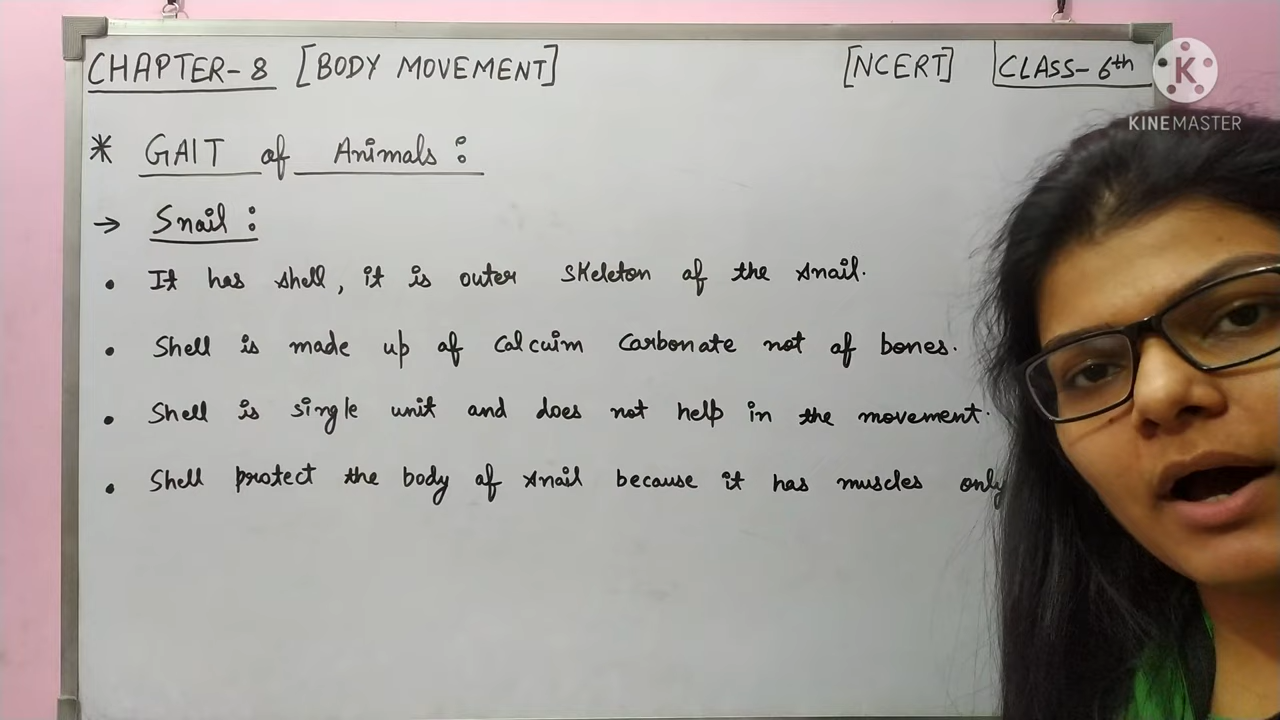 CHAPTER-8 [BODY MOVEMENT] [NCERT] CLASS-6th
K
KINEMASTER
* GAIT of Animals :
→ Snail :
• It has shell, it is outer skeleton of the snail.
• Shell is made up of Calcuim Carbonate not of bones.
• Shell is single unit and does not help in the movement.
• Shell protect the body of snail because it has muscles only